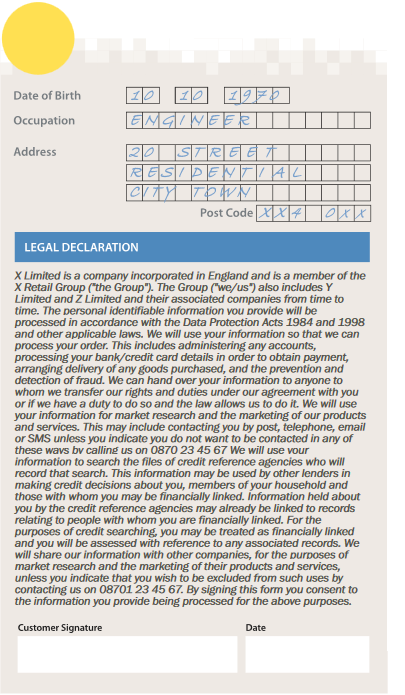 Date of Birth 10 10 1970
Occupation ENGINEER
Address 20 STREET
RESIDENTIAL
CITY TOWN
Post Code XX4 0XX
LEGAL DECLARATION
X Limited is a company incorporated in England and is a member of the
X Retail Group ("the Group"). The Group ("we/us") also includes Y
Limited and Z Limited and their associated companies from time to
time. The personal identifiable information you provide will be
processed in accordance with the Data Protection Acts 1984 and 1998
and other applicable laws. We will use your information so that we can
process your order. This includes administering any accounts,
processing your bank/credit card details in order to obtain payment,
arranging delivery of any goods purchased, and the prevention and
detection of fraud. We can hand over your information to anyone to
whom we transfer our rights and duties under our agreement with you
or if we have a duty to do so and the law allows us to do it. We will use
your information for market research and the marketing of our products
and services. This may include contacting you by post, telephone, email
or SMS unless you indicate you do not want to be contacted in any of
these ways by calling us on 0870 23 45 67 We will use your
information to search the files of credit reference agencies who will
record that search. This information may be used by other lenders in
making credit decisions about you, members of your household and
those with whom you may be financially linked. Information held about
you by the credit reference agencies may already be linked to records
relating to people with whom you are financially linked. For the
purposes of credit searching, you may be treated as financially linked
and you will be assessed with reference to any associated records. We
will share our information with other companies, for the purposes of
market research and the marketing of their products and services,
unless you indicate that you wish to be excluded from such uses by
contacting us on 08701 23 45 67. By signing this form you consent to
the information you provide being processed for the above purposes.
Customer Signature Date